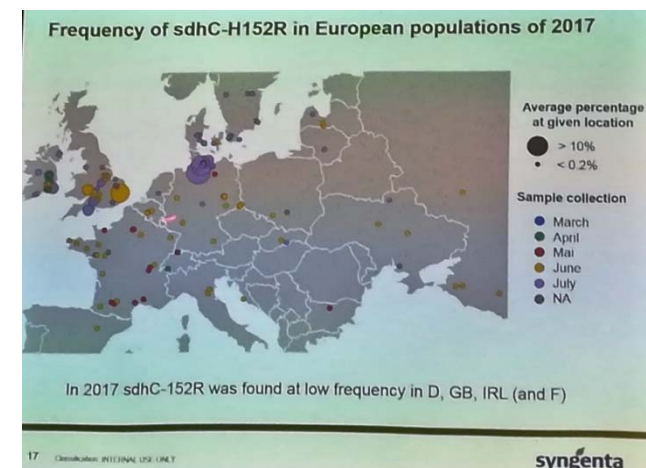 Frequency of sdhC-H152R in European populations of 2017
Average percentage
at given location
> 10%
< 0.2%
Sample collection
March
April
Mai
June
July
NA
In 2017 sdhC-152R was found at low frequency in D, GB, IRL (and F)
17 Classification: INTERNAL USE ONLY
syngenta